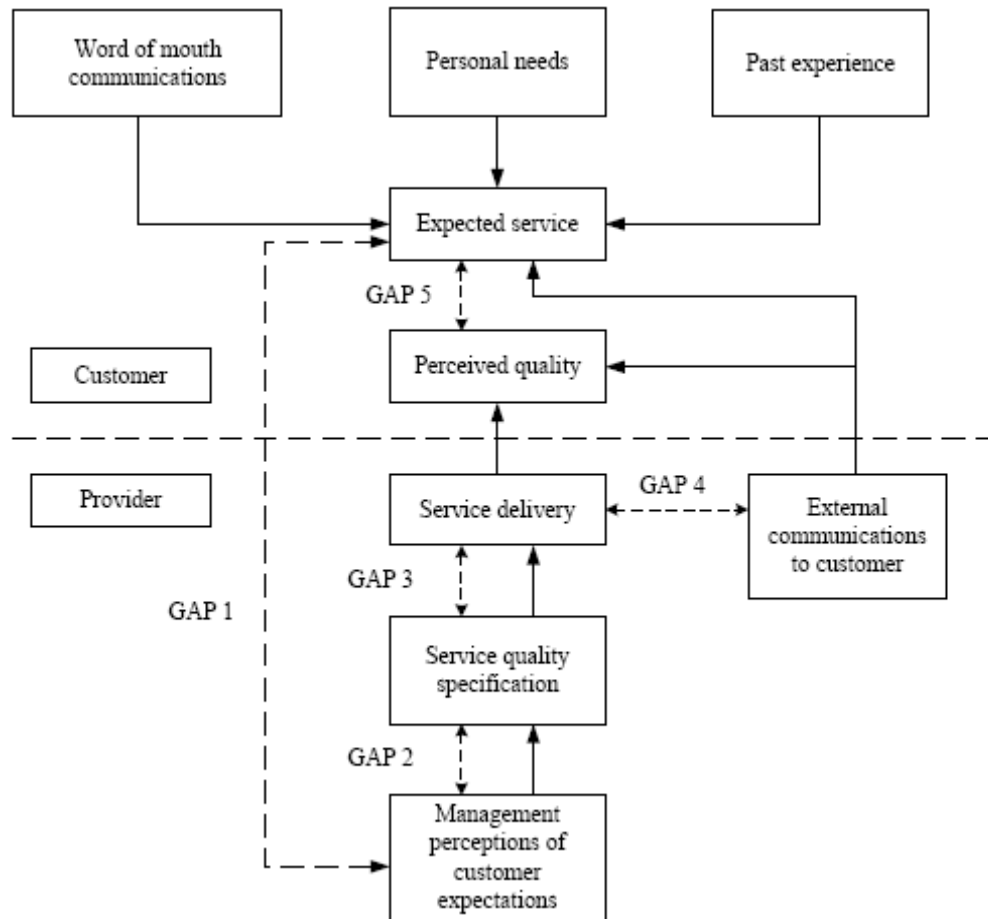 Word of mouth
communications
Personal needs
Past experience
Expected service
GAP 5
Perceived quality
Customer
Provider
Service delivery
GAP 4
External
communications
to customer
GAP 3
GAP 1
Service quality
specification
GAP 2
Management
perceptions of
customer
expectations